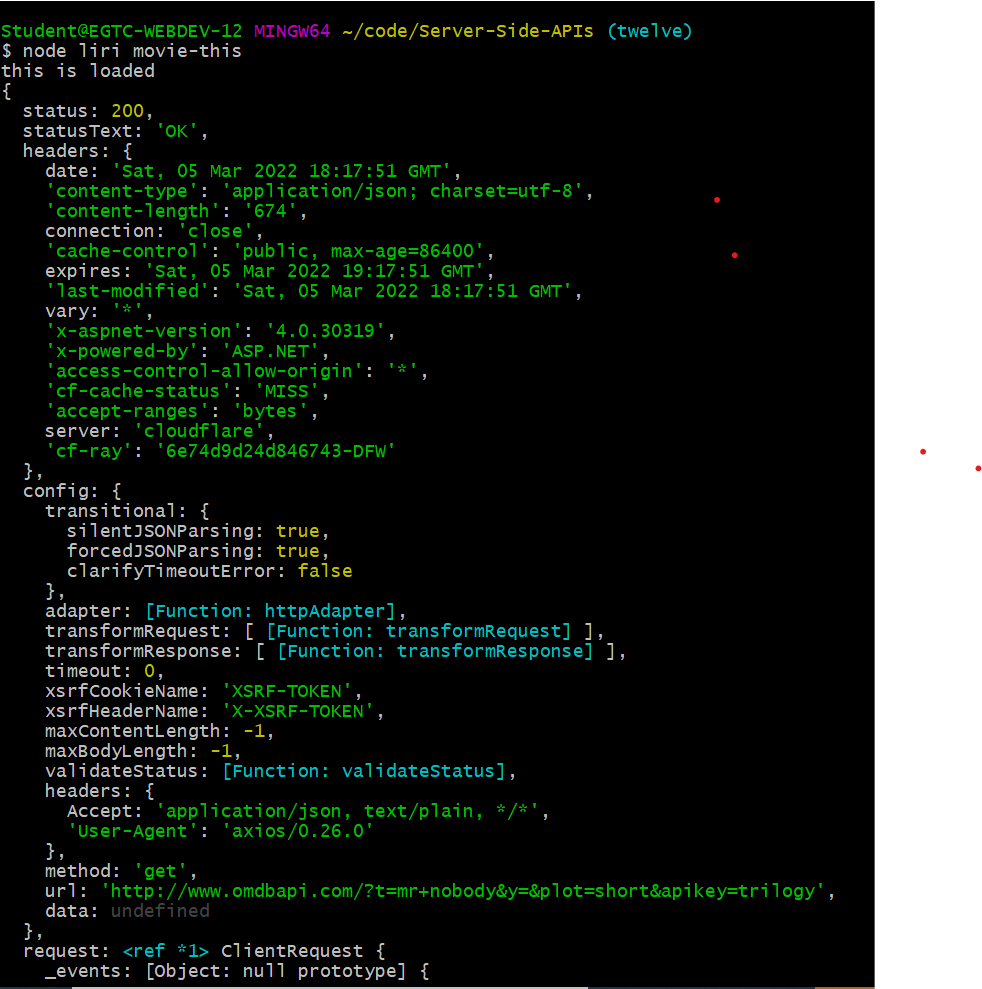 Student@EGTC-WEBDEV-12 MINGW64 ~/code/Server-Side-APIs (twelve)
$ node liri movie-this
this is loaded
{
  status: 200,
  statusText: 'OK',
  headers: {
    date: 'Sat, 05 Mar 2022 18:17:51 GMT',
    'content-type': 'application/json; charset=utf-8',
    'content-length': '674',
    connection: 'close',
    'cache-control': 'public, max-age=86400',
    expires: 'Sat, 05 Mar 2022 19:17:51 GMT',
    'last-modified': 'Sat, 05 Mar 2022 18:17:51 GMT',
    vary: '*',
    'x-aspnet-version': '4.0.30319',
    'x-powered-by': 'ASP.NET',
    'access-control-allow-origin': '*',
    'cf-cache-status': 'MISS',
    'accept-ranges': 'bytes',
    server: 'cloudflare',
    'cf-ray': '6e74d9d24d846743-DFW'
  },
  config: {
    transitional: {
      silentJSONParsing: true,
      forcedJSONParsing: true,
      clarifyTimeoutError: false
    },
    adapter: [Function: httpAdapter],
    transformRequest: [ [Function: transformRequest] ],
    transformResponse: [ [Function: transformResponse] ],
    timeout: 0,
    xsrfCookieName: 'XSRF-TOKEN',
    xsrfHeaderName: 'X-XSRF-TOKEN',
    maxContentLength: -1,
    maxBodyLength: -1,
    validateStatus: [Function: validateStatus],
    headers: {
      Accept: 'application/json, text/plain, */*',
      'User-Agent': 'axios/0.26.0'
    },
    method: 'get',
    url: 'http://www.omdbapi.com/?t=mr+nobody&y=&plot=short&apikey=trilogy',
    data: undefined
  },
  request: <ref *1> ClientRequest {
    _events: [Object: null prototype] {